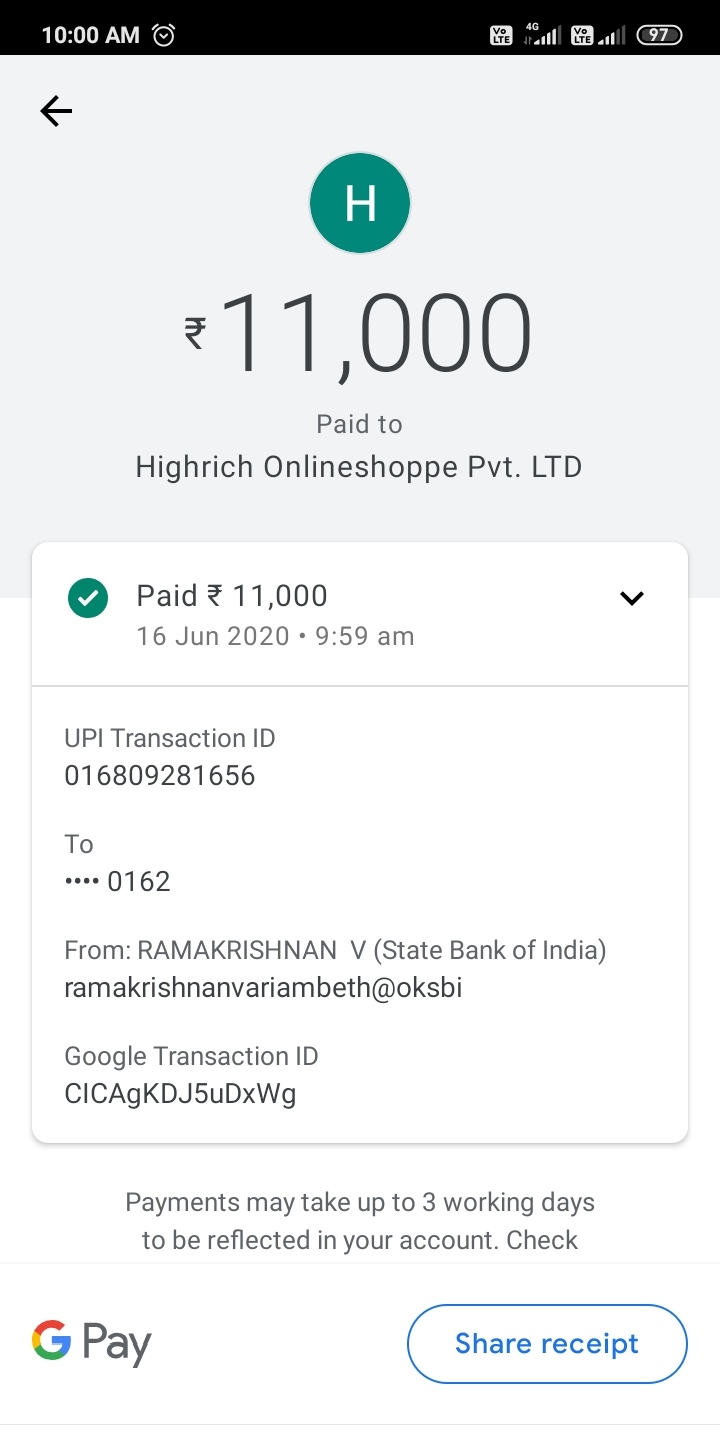 10:00 AM
Vo LTE 4G Vo LTE 97
H
₹11,000
Paid to
Highrich Onlineshoppe Pvt. LTD
Paid ₹ 11,000
16 Jun 2020 • 9:59 am
UPI Transaction ID
016809281656
To
•••• 0162
From: RAMAKRISHNAN  V (State Bank of India)
ramakrishnanvariambeth@oksbi
Google Transaction ID
CICAgKDJ5uDxWg
Payments may take up to 3 working days
to be reflected in your account. Check
G Pay
Share receipt